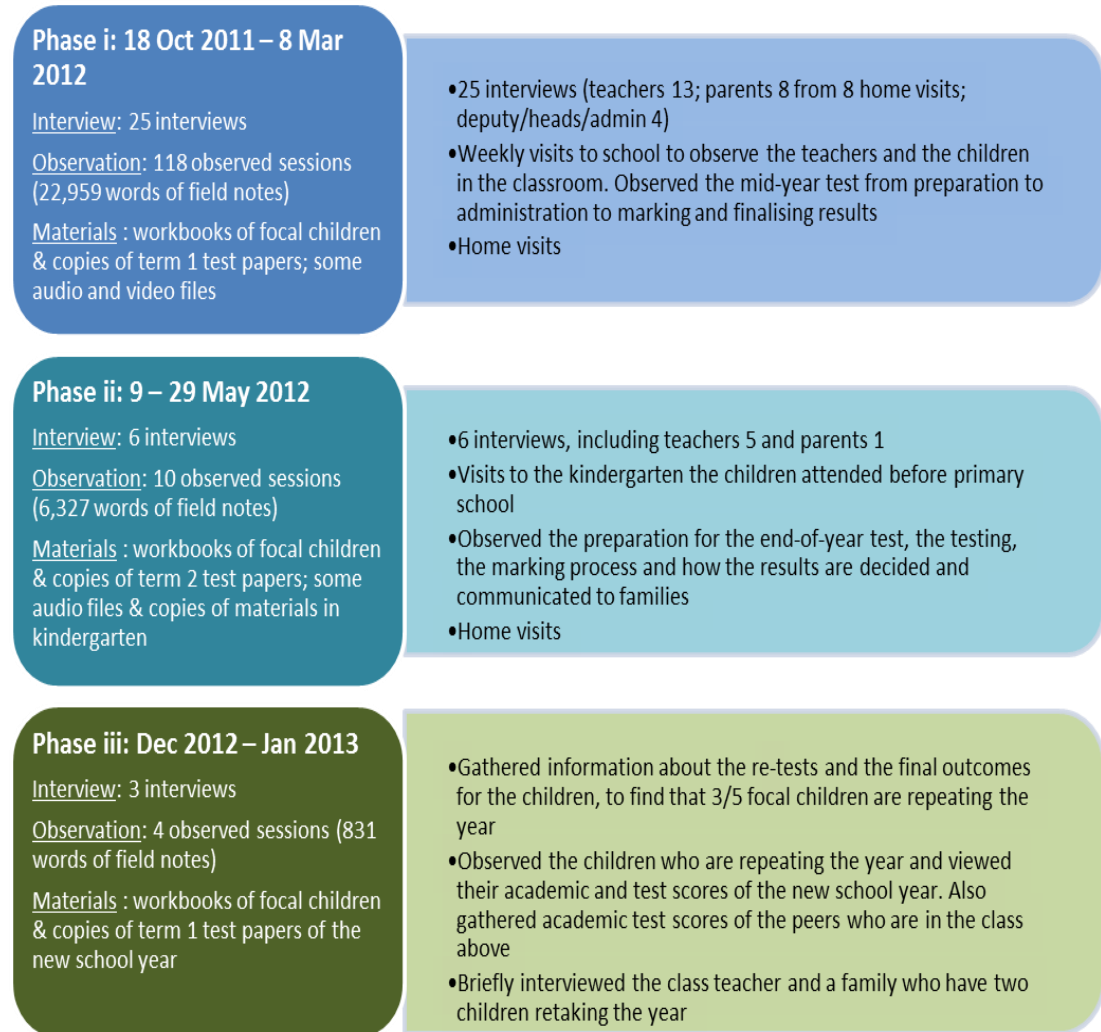 Phase i: 18 Oct 2011 – 8 Mar
2012
Interview: 25 interviews
Observation: 118 observed sessions
(22,959 words of field notes)
Materials : workbooks of focal children
& copies of term 1 test papers; some
audio and video files
•25 interviews (teachers 13; parents 8 from 8 home visits;
deputy/heads/admin 4)
•Weekly visits to school to observe the teachers and the children
in the classroom. Observed the mid-year test from preparation to
administration to marking and finalising results
•Home visits
Phase ii: 9 – 29 May 2012
Interview: 6 interviews
Observation: 10 observed sessions
(6,327 words of field notes)
Materials : workbooks of focal children
& copies of term 2 test papers; some
audio files & copies of materials in
kindergarten
•6 interviews, including teachers 5 and parents 1
•Visits to the kindergarten the children attended before primary
school
•Observed the preparation for the end-of-year test, the testing,
the marking process and how the results are decided and
communicated to families
•Home visits
Phase iii: Dec 2012 – Jan 2013
Interview: 3 interviews
Observation: 4 observed sessions (831
words of field notes)
Materials : workbooks of focal children
& copies of term 1 test papers of the
new school year
•Gathered information about the re-tests and the final outcomes
for the children, to find that 3/5 focal children are repeating the
year
•Observed the children who are repeating the year and viewed
their academic and test scores of the new school year. Also
gathered academic test scores of the peers who are in the class
above
•Briefly interviewed the class teacher and a family who have two
children retaking the year